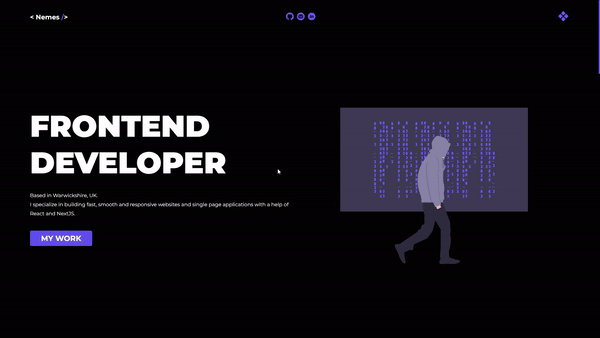 < Nemes />
FRONTEND
DEVELOPER
Based in Warwickshire, UK.
I specialize in building fast, smooth and responsive websites and single page applications with a help of
React and NextJS.
MY WORK